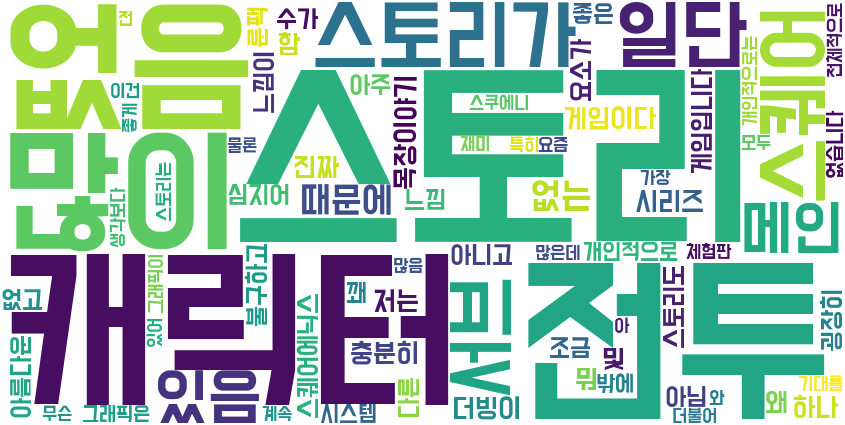 없음
전
이건
좋게
룬팩
수가
함
느낌이
스토리가
좋은
요소가
일단
스퀘어
개인적으로는
전체적으로
많이
스토리는
생각보다
물론
심지어
진짜
아주
때문에
목장이야기
느낌
스토리
스쿠에니
재미
특히
요즘
게임이다
게임입니다
없는
가장
시리즈
모두
없습니다
메인
캐릭터
떴고
그래픽이
있어
아름다운
무슨
그래픽은
있음
계속
불구하고
스퀘어에닉스
시스템
많음
꽤
저는
충분히
다른
아니고
많은데
개인적으로
체험판
버전
더빙이
조금
뭐
밖에
및
아
스토리도
전투
아님
와
더불어
왜
하나
기대를
굉장히